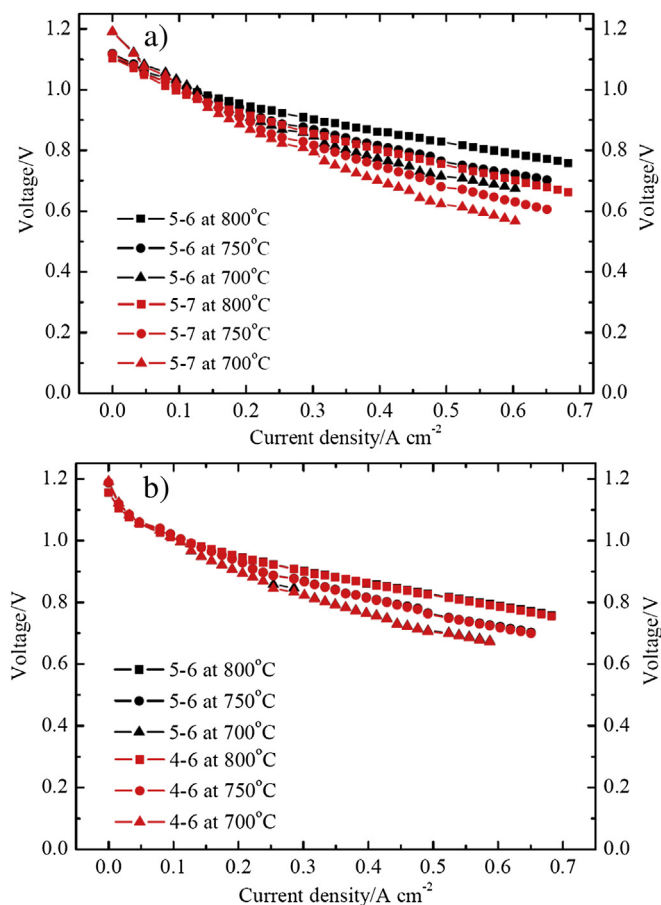 a)
1.2
1.0
0.8
0.6
0.4
0.2
0.0
Voltage/V
5-6 at 800°C
5-6 at 750°C
5-6 at 700°C
5-7 at 800°C
5-7 at 750°C
5-7 at 700°C
1.2
1.0
0.8
0.6
0.4
0.2
0.0
Voltage/V
0.0 0.1 0.2 0.3 0.4 0.5 0.6 0.7
Current density/A cm⁻²
b)
1.2
1.0
0.8
0.6
0.4
0.2
0.0
Voltage/V
5-6 at 800°C
5-6 at 750°C
5-6 at 700°C
4-6 at 800°C
4-6 at 750°C
4-6 at 700°C
1.2
1.0
0.8
0.6
0.4
0.2
0.0
Voltage/V
0.0 0.1 0.2 0.3 0.4 0.5 0.6 0.7
Current density/A cm⁻²